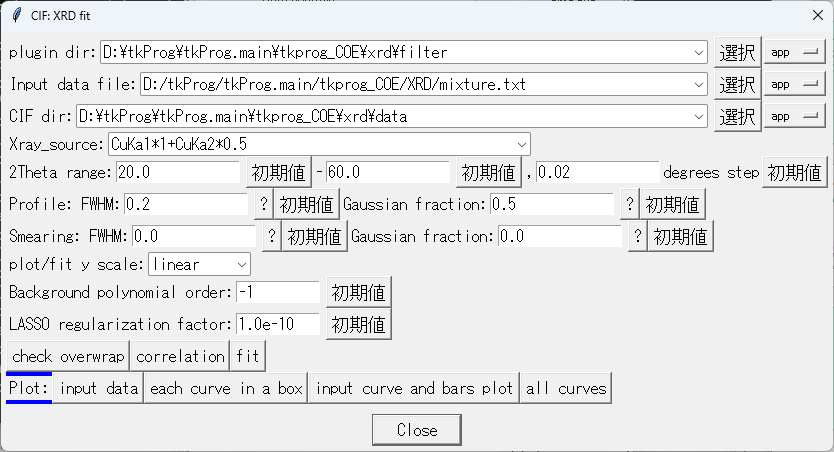 CIF: XRD fit
plugin dir: D:¥tkProg¥tkProg.main¥tkprog_COE¥xrd¥filter 選択 app
Input data file: D:/tkProg/tkProg.main/tkprog_COE/XRD/mixture.txt 選択 app
CIF dir: D:¥tkProg¥tkProg.main¥tkprog_COE¥xrd¥data 選択 app
Xray_source: CuKa1*1+CuKa2*0.5
2Theta range: 20.0 初期値 - 60.0 初期値 , 0.02 degrees step 初期値
Profile: FWHM: 0.2 ? 初期値 Gaussian fraction: 0.5 ? 初期値
Smearing: FWHM: 0.0 ? 初期値 Gaussian fraction: 0.0 ? 初期値
plot/fit y scale: linear
Background polynomial order: -1 初期値
LASSO regularization factor: 1.0e-10 初期値
check overwrap correlation fit
Plot: input data each curve in a box input curve and bars plot all curves
Close